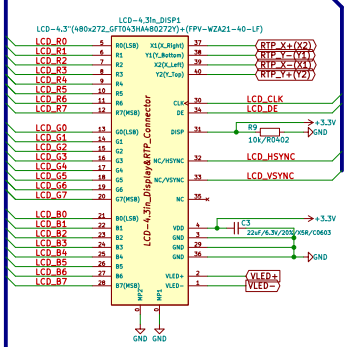 LCD-4.3in_DISP1
LCD-4.3"(480x272_GFT043HA480272Y)+(FPV-WZA21-40-LF)
LCD_R0 5 R0(LSB) X1(X_Right) 37 RTP_X+(X2)
LCD_R1 6 R1 Y1(Y_Bottom) 38 RTP_Y-(Y1)
LCD_R2 7 R2 X2(X_Left) 39 RTP_X-(X1)
LCD_R3 8 R3 Y2(Y_Top) 40 RTP_Y+(Y2)
LCD_R4 9 R4
LCD_R5 10 R5
LCD_R6 11 R6 CLK 30 LCD_CLK
LCD_R7 12 R7(MSB) DE 34 LCD_DE
LCD_G0 13 G0(LSB) DISP 31 +3.3V
LCD_G1 14 G1 R9 GND
LCD_G2 15 G2 10k/R0402
LCD_G3 16 G3 NC/HSYNC 32 LCD_HSYNC
LCD_G4 17 G4
LCD_G5 18 G5 NC/VSYNC 33 LCD_VSYNC
LCD_G6 19 G6
LCD_G7 20 G7(MSB) NC 35
LCD_B0 21 B0(LSB) +3.3V
LCD_B1 22 B1 VDD 4 C3
LCD_B2 23 B2 GND 3 22uF/6.3V/20%/X5R/C0603
LCD_B3 24 B3 GND 29
LCD_B4 25 B4 GND 36 GND
LCD_B5 26 B5
LCD_B6 27 B6 VLED+ 2 VLED+
LCD_B7 28 B7(MSB) VLED- 1 VLED-
LCD-4.3in_Display&RTP_Connector
MP2 MP1
0 0
GND GND